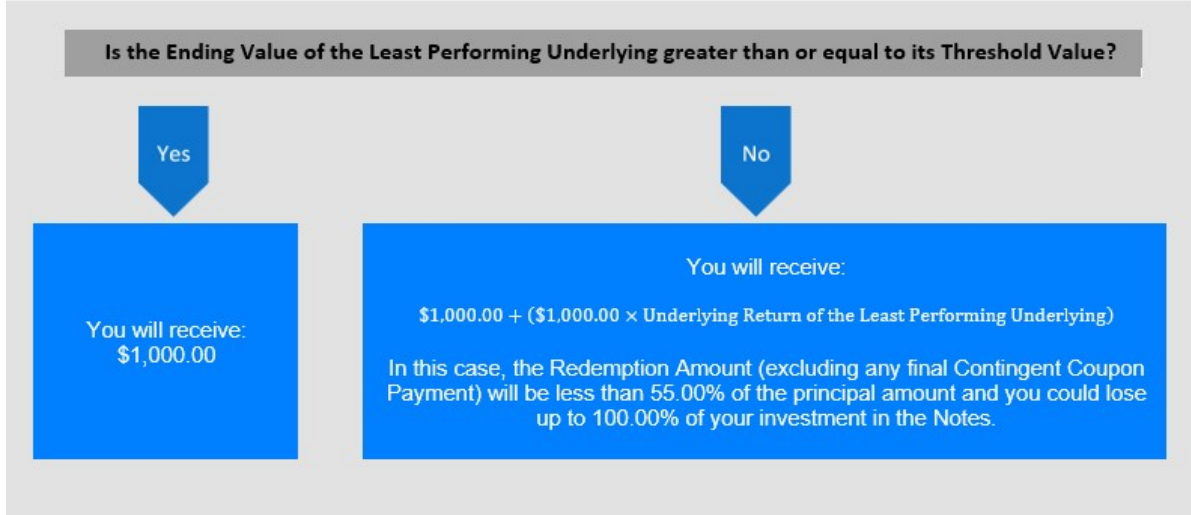 Is the Ending Value of the Least Performing Underlying greater than or equal to its Threshold Value?
Yes
No
You will receive:
$1,000.00
You will receive:
$1,000.00 + ($1,000.00 × Underlying Return of the Least Performing Underlying)
In this case, the Redemption Amount (excluding any final Contingent Coupon
Payment) will be less than 55.00% of the principal amount and you could lose
up to 100.00% of your investment in the Notes.